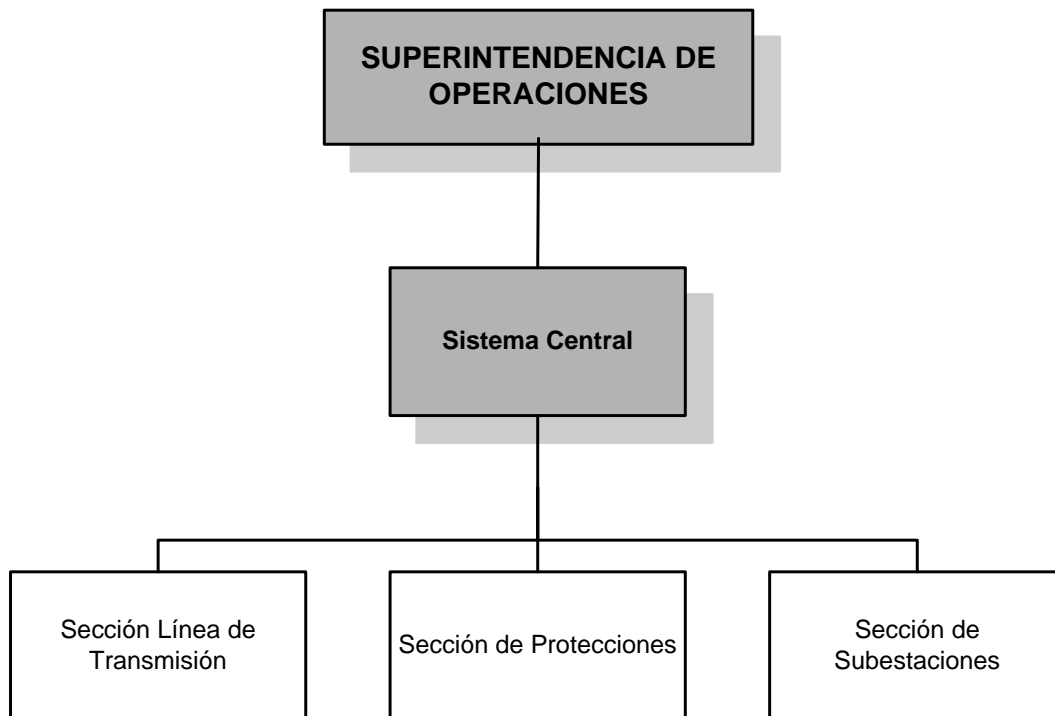 SUPERINTENDENCIA DE
OPERACIONES
Sistema Central
Sección Línea de
Transmisión
Sección de Protecciones
Sección de
Subestaciones